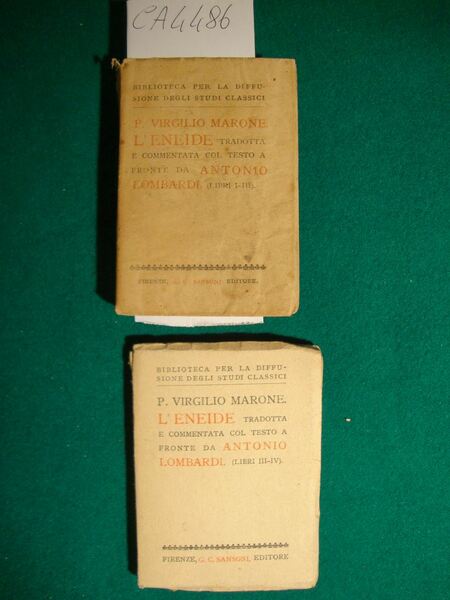 CA4486
BIBLIOTECA PER LA DIFFU-
SIONE DEGLI STUDI CLASSICI
P. VIRGILIO MARONE.
L'ENEIDE TRADOTTA
E COMMENTATA COL TESTO A
FRONTE DA ANTONIO
LOMBARDI. (LIBRI I-III).
FIRENZE, G. C. SANSONI, EDITORE.
BIBLIOTECA PER LA DIFFU-
SIONE DEGLI STUDI CLASSICI
P. VIRGILIO MARONE.
L'ENEIDE TRADOTTA
E COMMENTATA COL TESTO A
FRONTE DA ANTONIO
LOMBARDI. (LIBRI III-IV).
FIRENZE, G. C. SANSONI, EDITORE